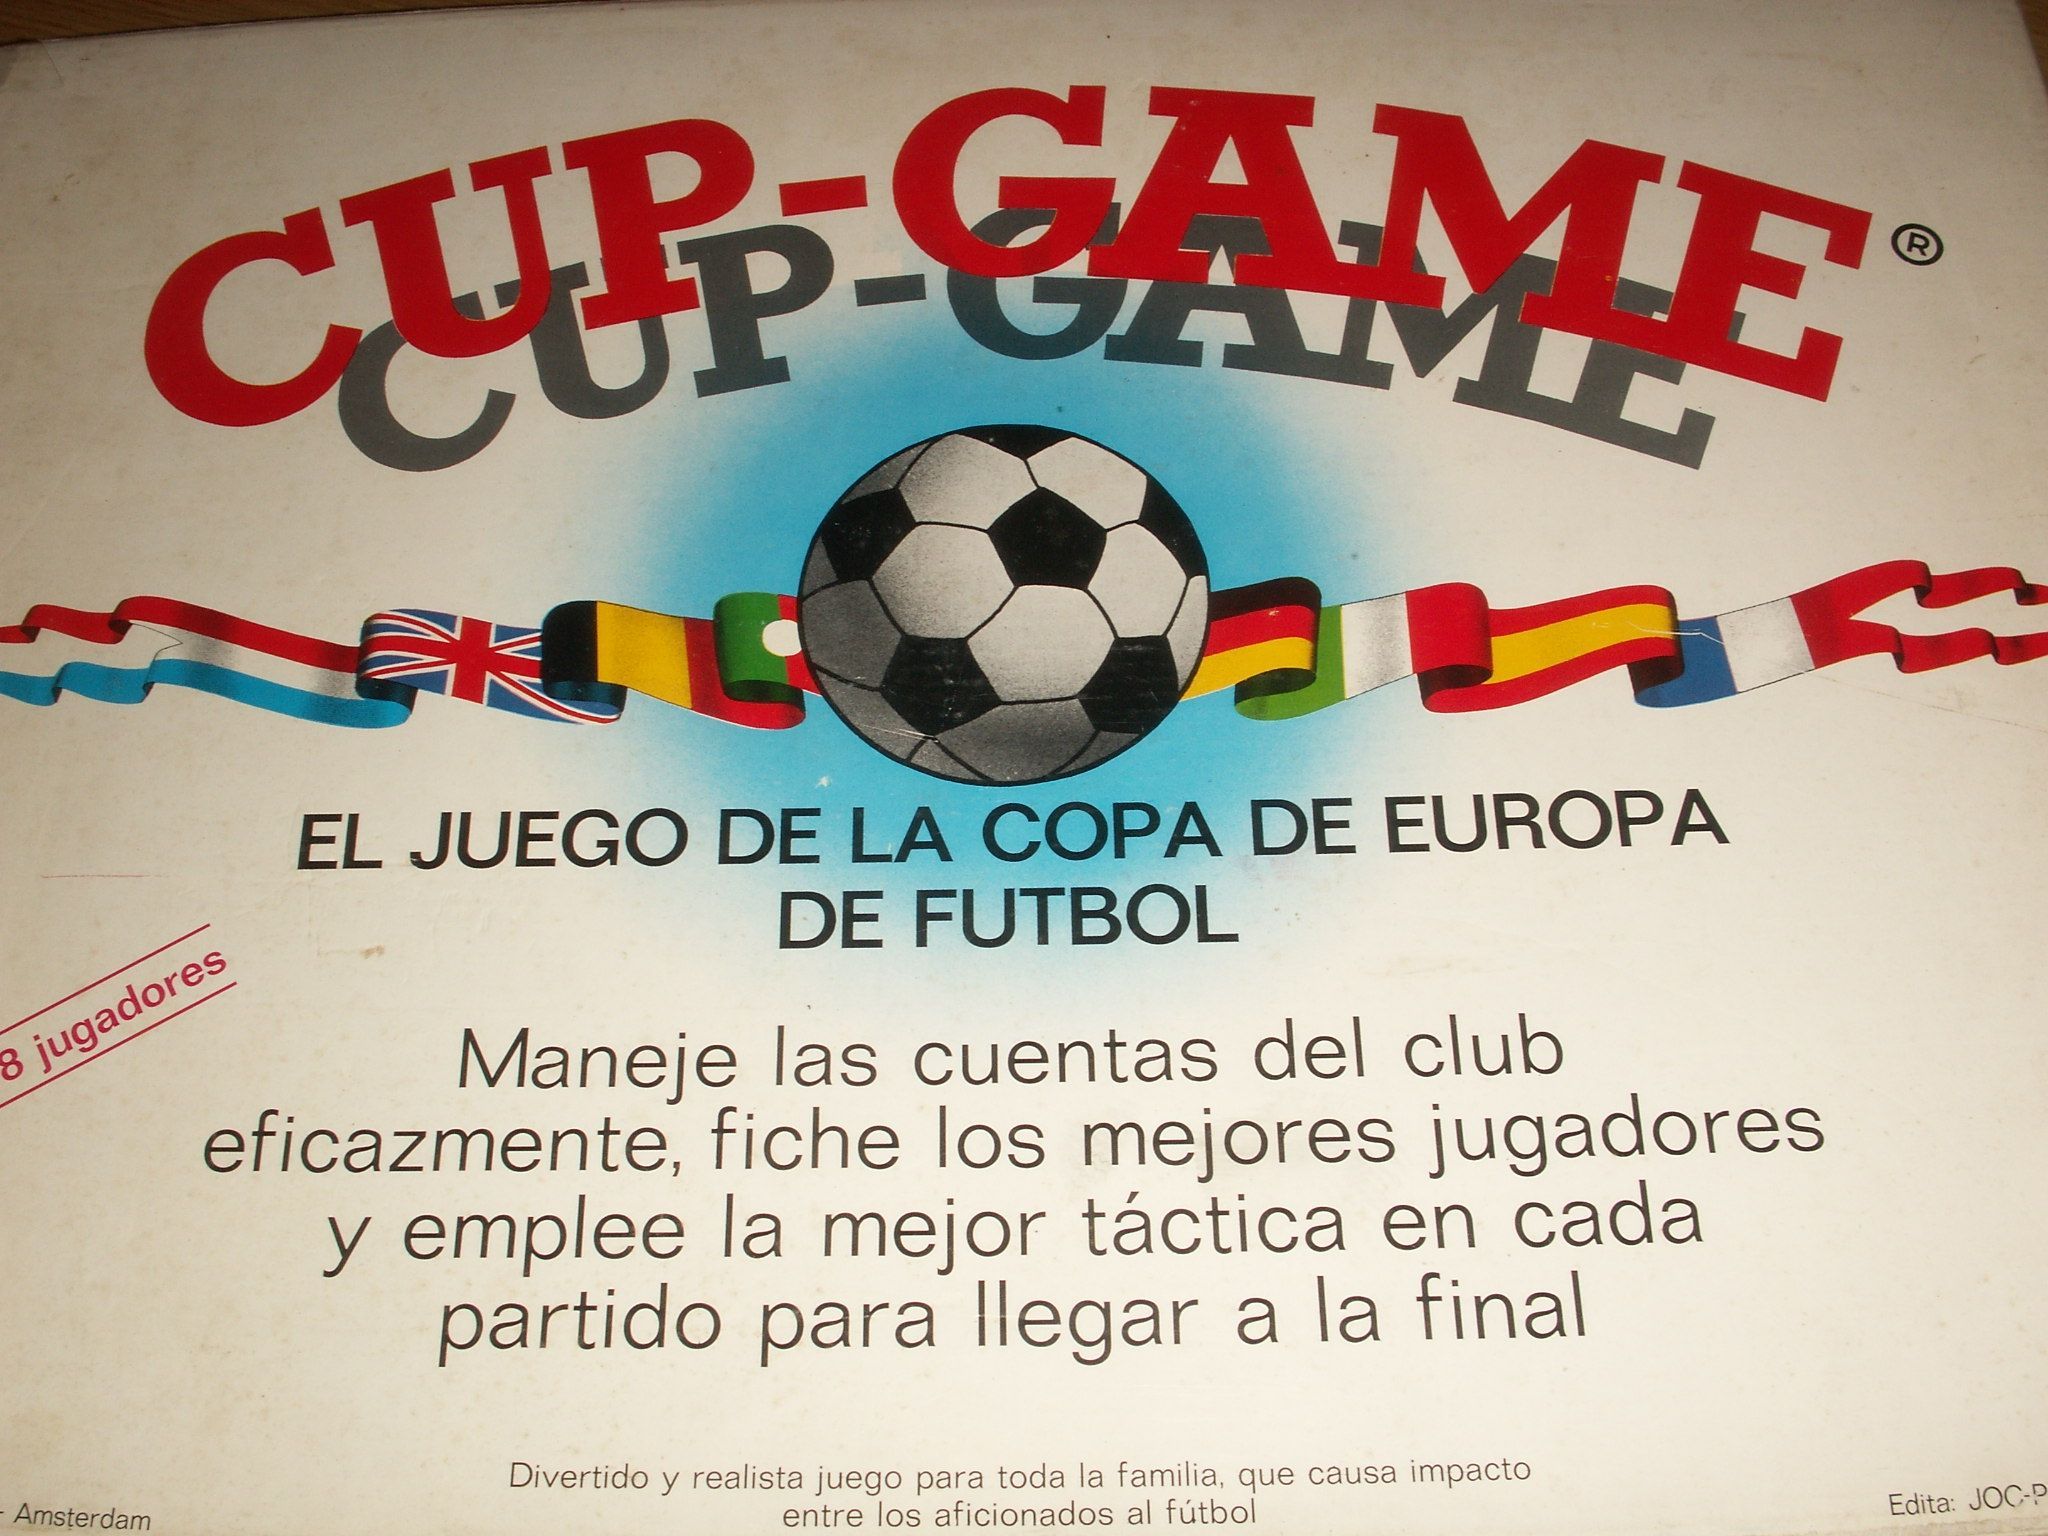 CUP-GAME®
CUP-GAME
EL JUEGO DE LA COPA DE EUROPA
DE FUTBOL
8 jugadores
Maneje las cuentas del club
eficazmente, fiche los mejores jugadores
y emplee la mejor táctica en cada
partido para llegar a la final
Divertido y realista juego para toda la familia, que causa impacto
entre los aficionados al fútbol
- Amsterdam
Edita: JOC-P